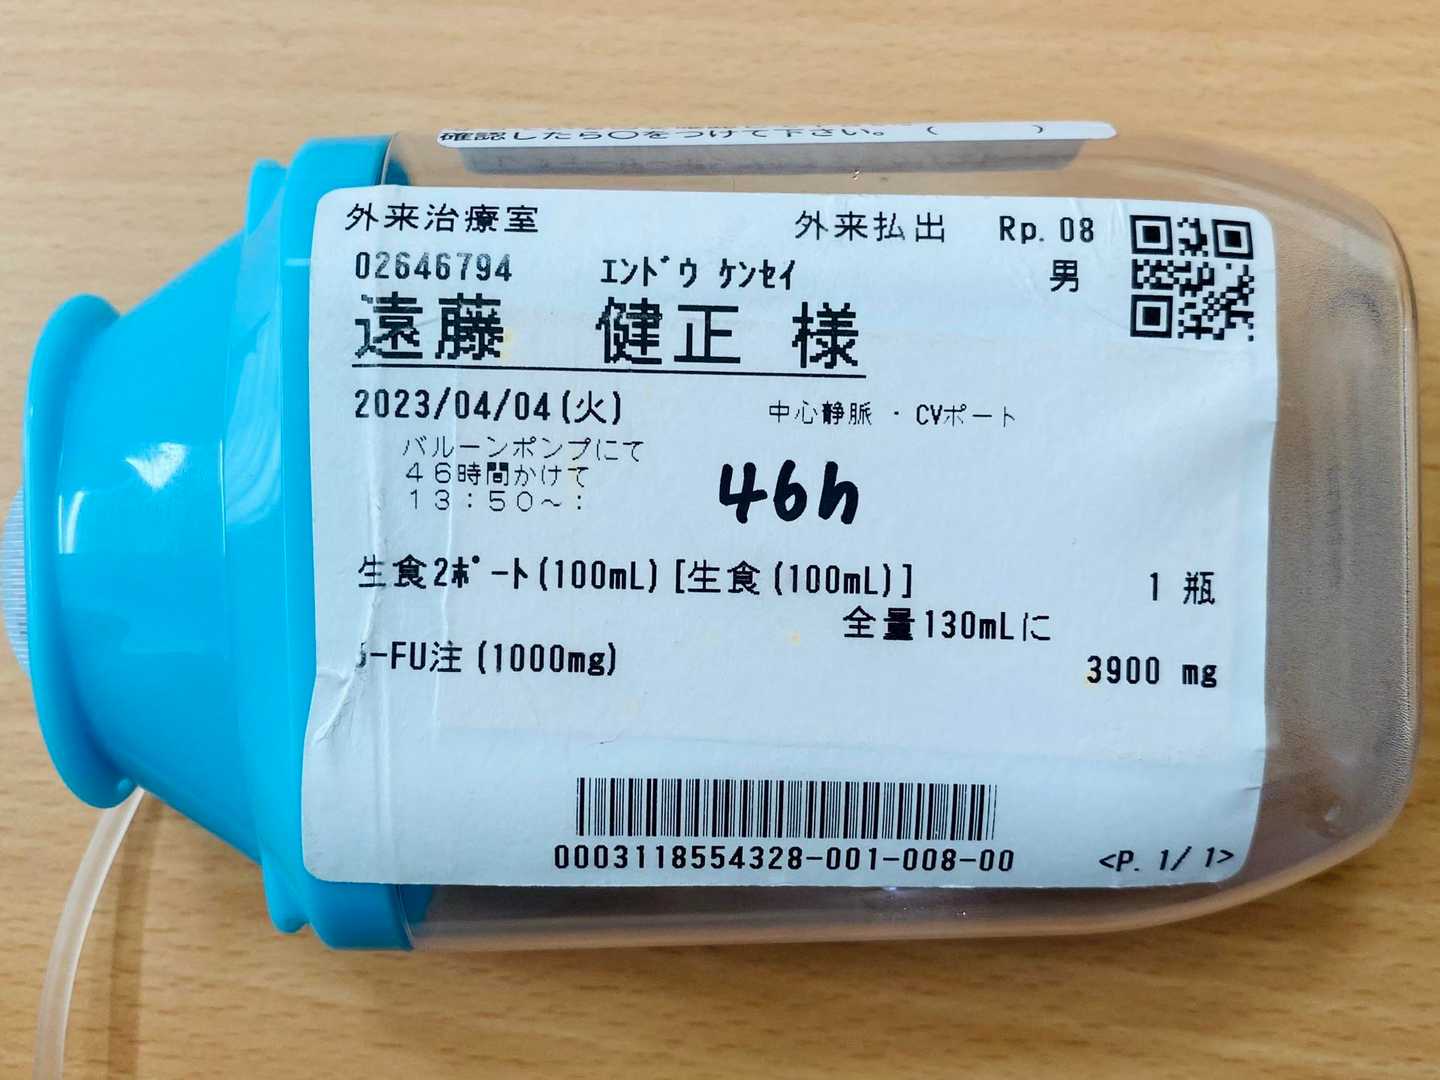 確認したら○をつけて下さい。（　　　）
外来治療室　外来払出　Rp.08
02646794　ｴﾝﾄﾞｳ ｹﾝｾｲ　男
遠藤　健正 様
2023/04/04(火)　中心静脈・CVポート
バルーンポンプにて
４６時間かけて
１３：５０～：
46h
生食2ﾎﾟｰﾄ(100mL)[生食(100mL)]　1 瓶
全量130mLに
5-FU注(1000mg)　3900 mg
0003118554328-001-008-00　<P. 1/ 1>